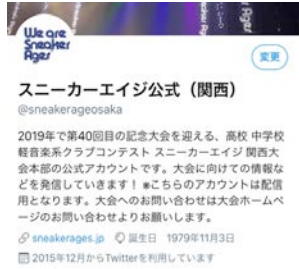 We are
Sneaker
Ages
変更
スニーカーエイジ公式（関西）
@sneakerageosaka
2019年で第40回目の記念大会を迎える、高校 中学校
軽音楽系クラブコンテスト スニーカーエイジ 関西大
会本部の公式アカウントです。大会に向けての情報な
どを発信していきます！ ※こちらのアカウントは配信
用となります。大会へのお問い合わせは大会ホームペ
ージのお問い合わせよりお願いします。
sneakerages.jp 誕生日 1979年11月3日
2015年12月からTwitterを利用しています